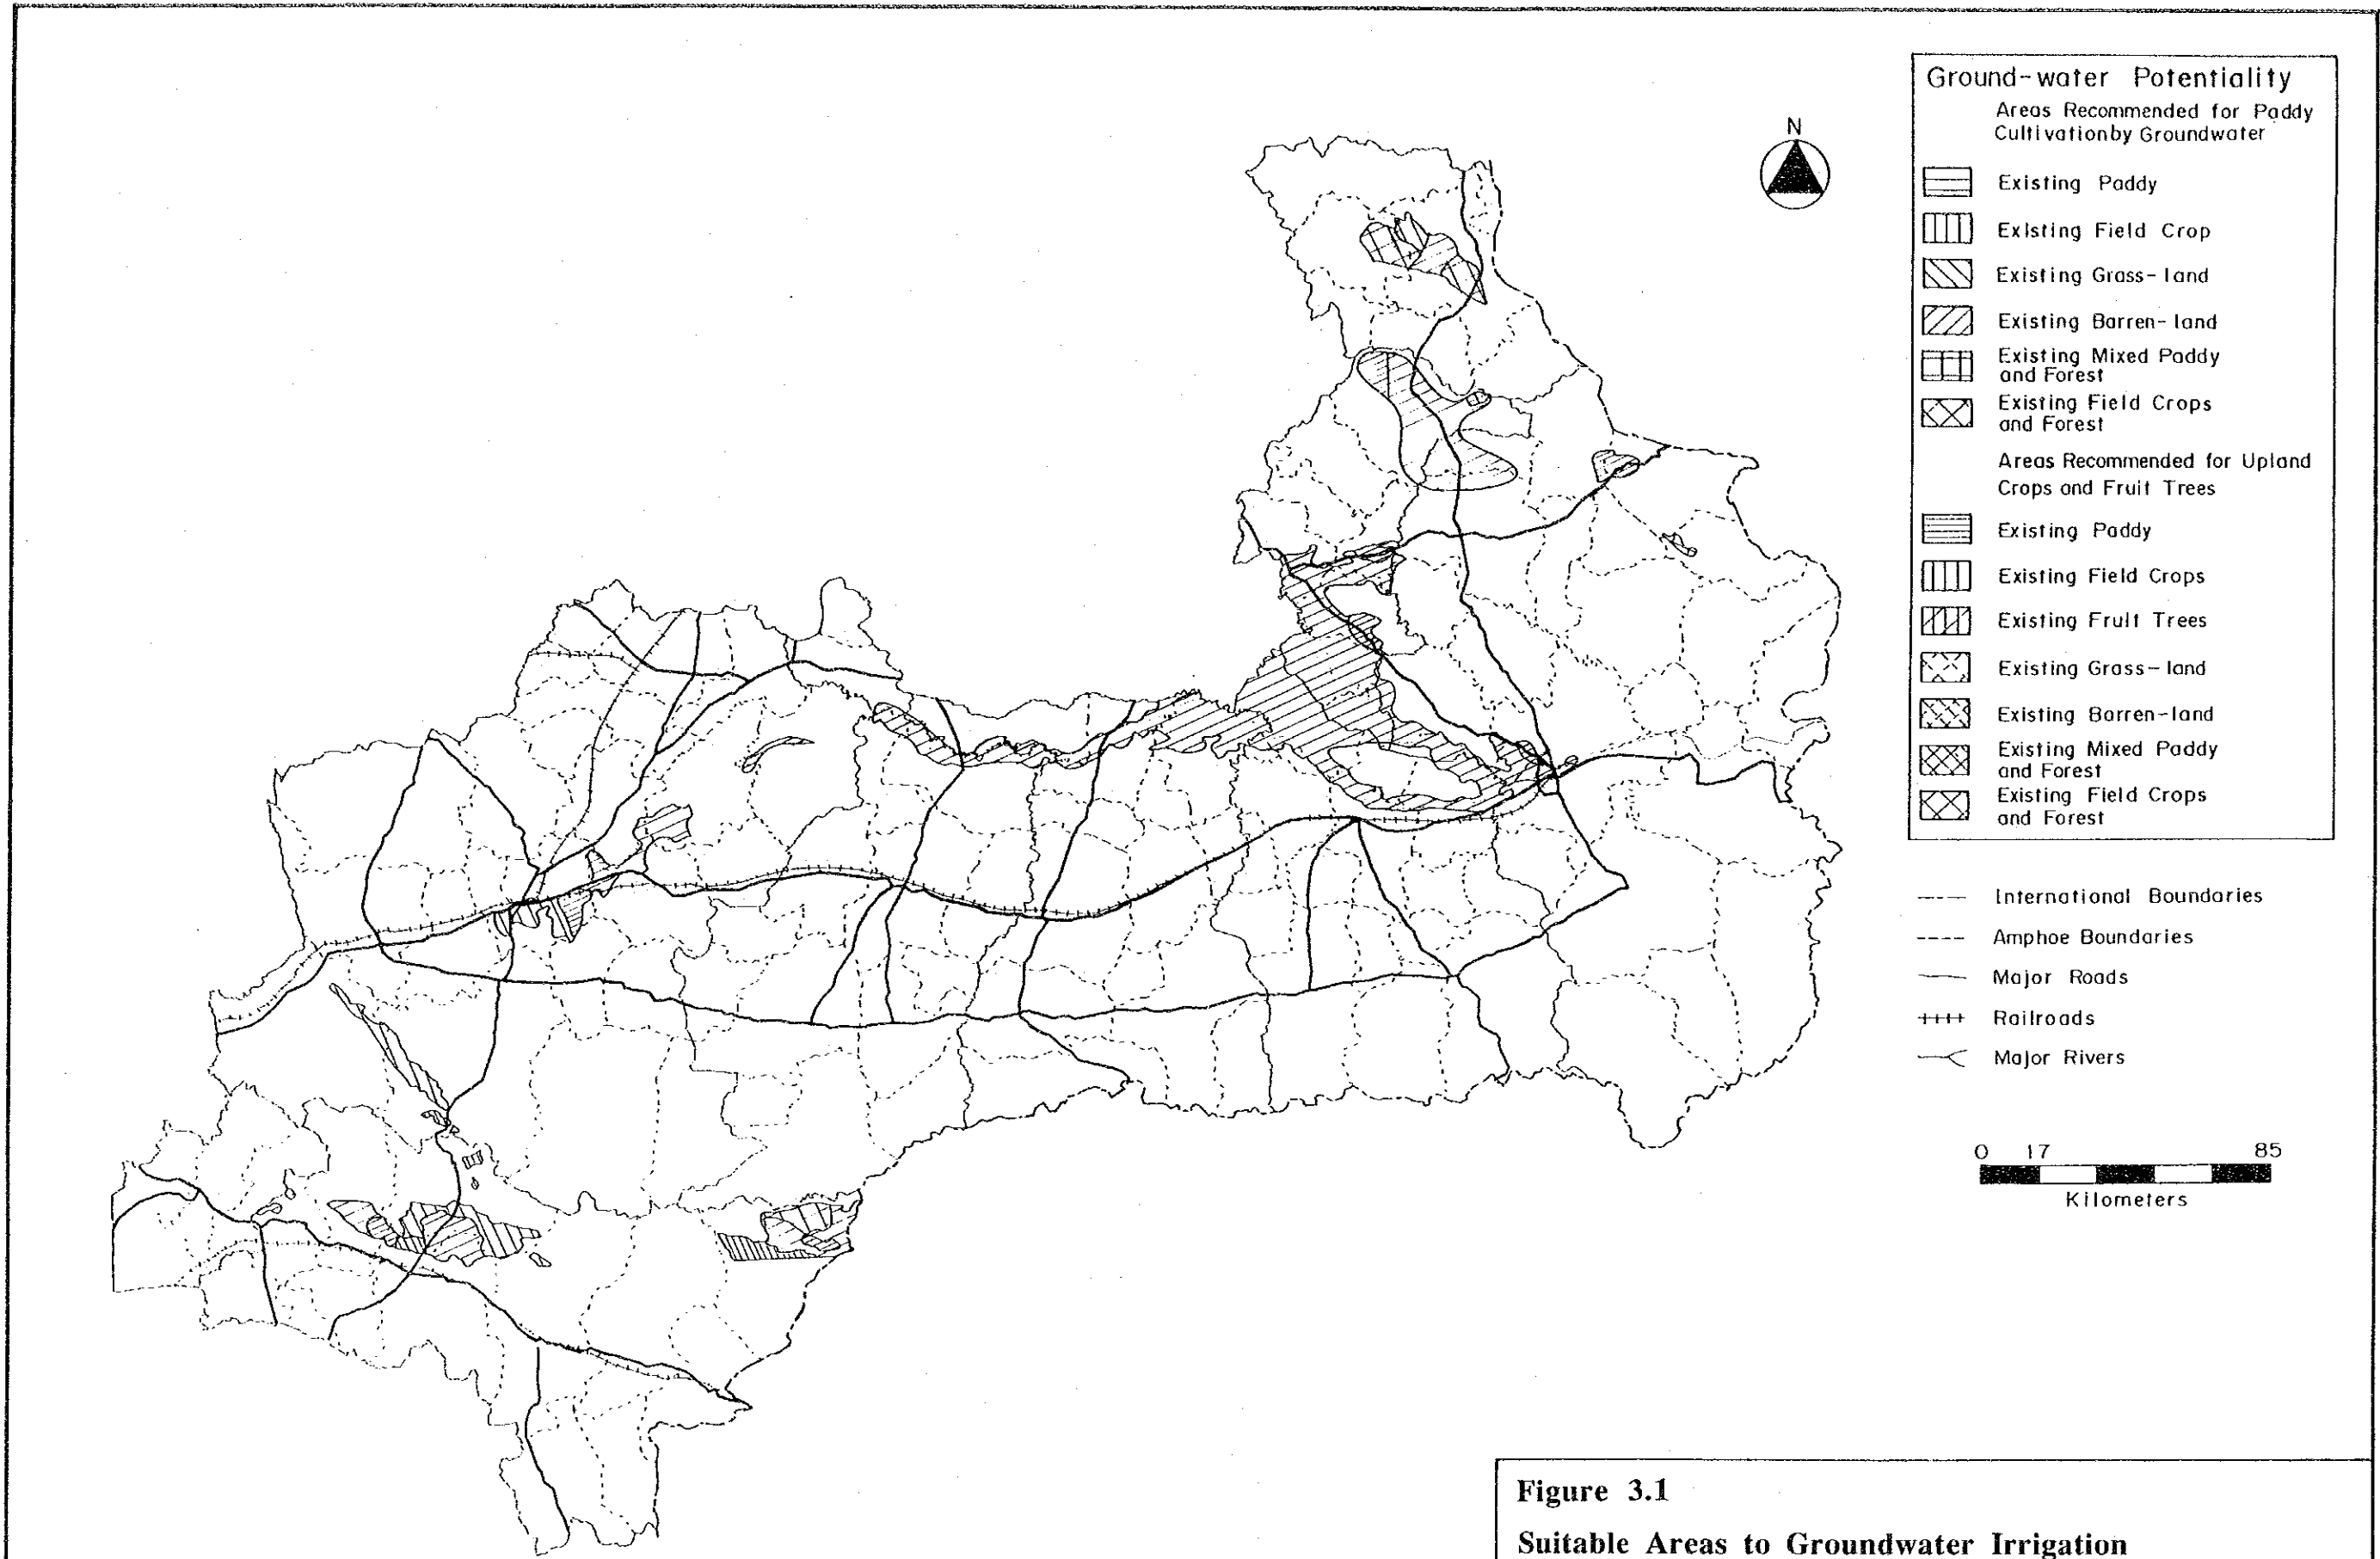 N
Ground-water Potentiality
Areas Recommended for Paddy
Cultivationby Groundwater
Existing Paddy
Existing Field Crop
Existing Grass-land
Existing Barren-land
Existing Mixed Paddy
and Forest
Existing Field Crops
and Forest
Areas Recommended for Upland
Crops and Fruit Trees
Existing Paddy
Existing Field Crops
Existing Fruit Trees
Existing Grass-land
Existing Barren-land
Existing Mixed Paddy
and Forest
Existing Field Crops
and Forest
International Boundaries
Amphoe Boundaries
Major Roads
Railroads
Major Rivers
0 17 85
Kilometers
Figure 3.1
Suitable Areas to Groundwater Irrigation